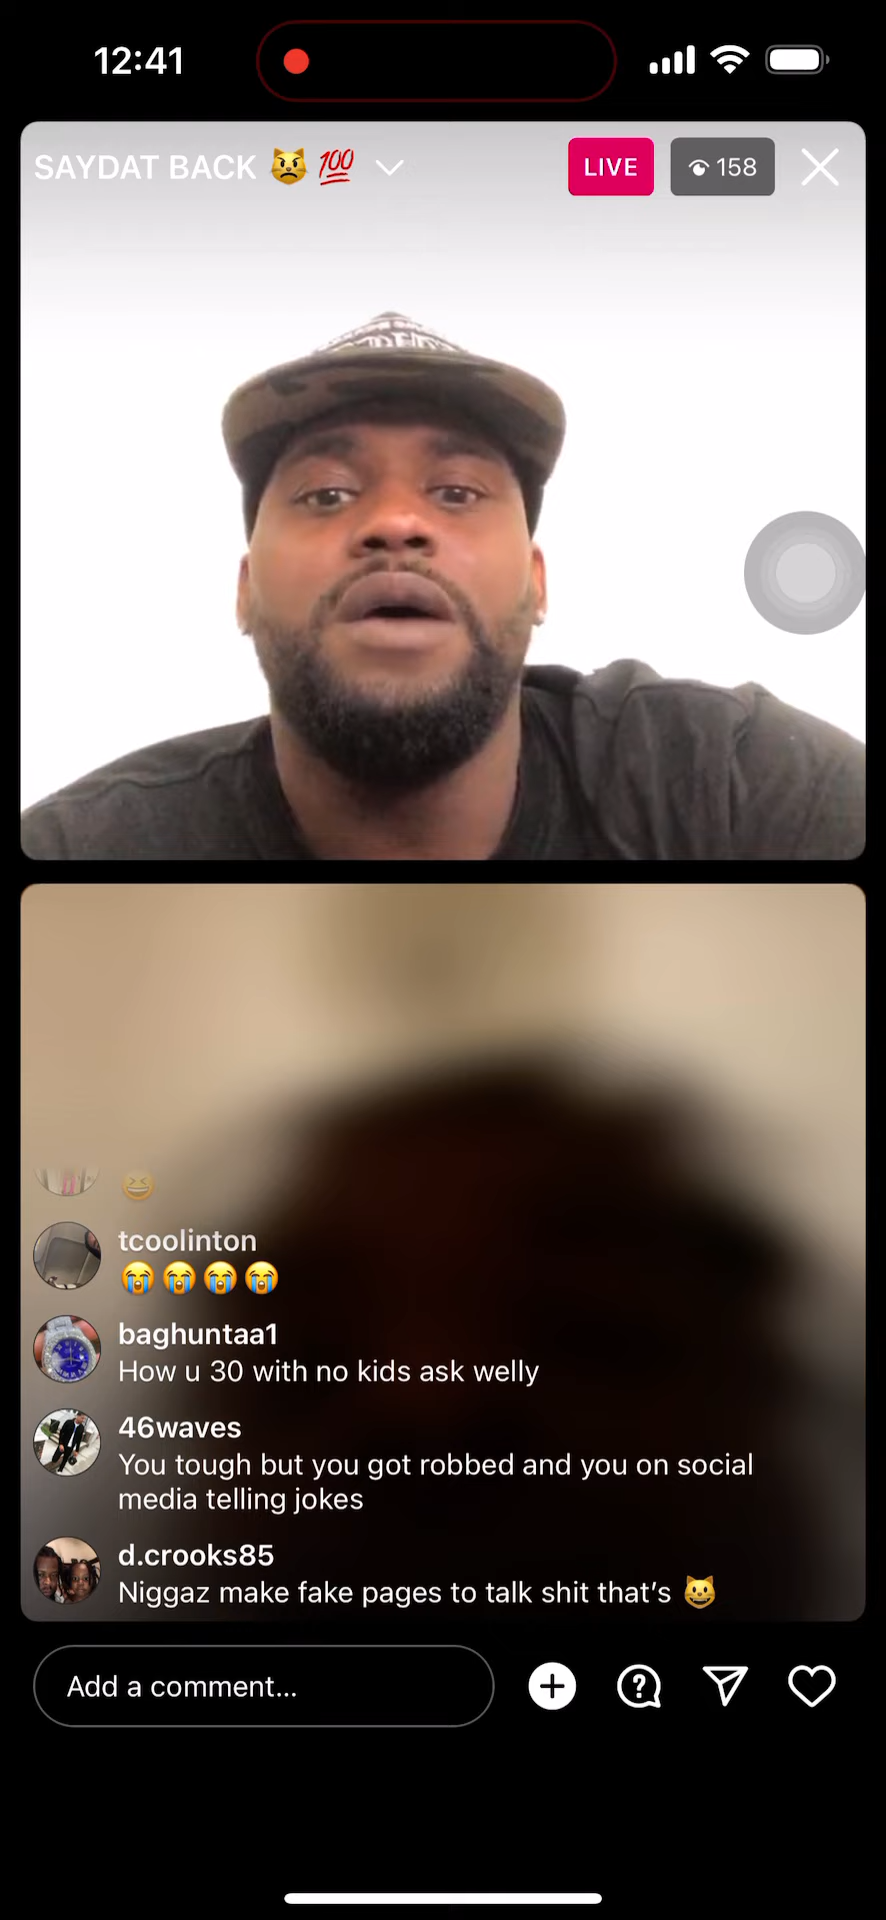 12:41
SAYDAT BACK 😾 💯
LIVE
158
😆
tcoolinton
😭😭😭😭
baghuntaa1
How u 30 with no kids ask welly
46waves
You tough but you got robbed and you on social
media telling jokes
d.crooks85
Niggaz make fake pages to talk shit that's 😺
Add a comment...